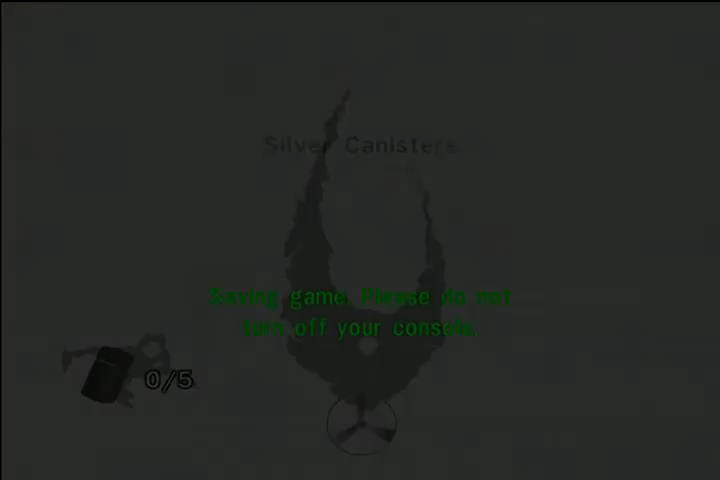 Silver Canisters
Saving game. Please do not
turn off your console.
0/5